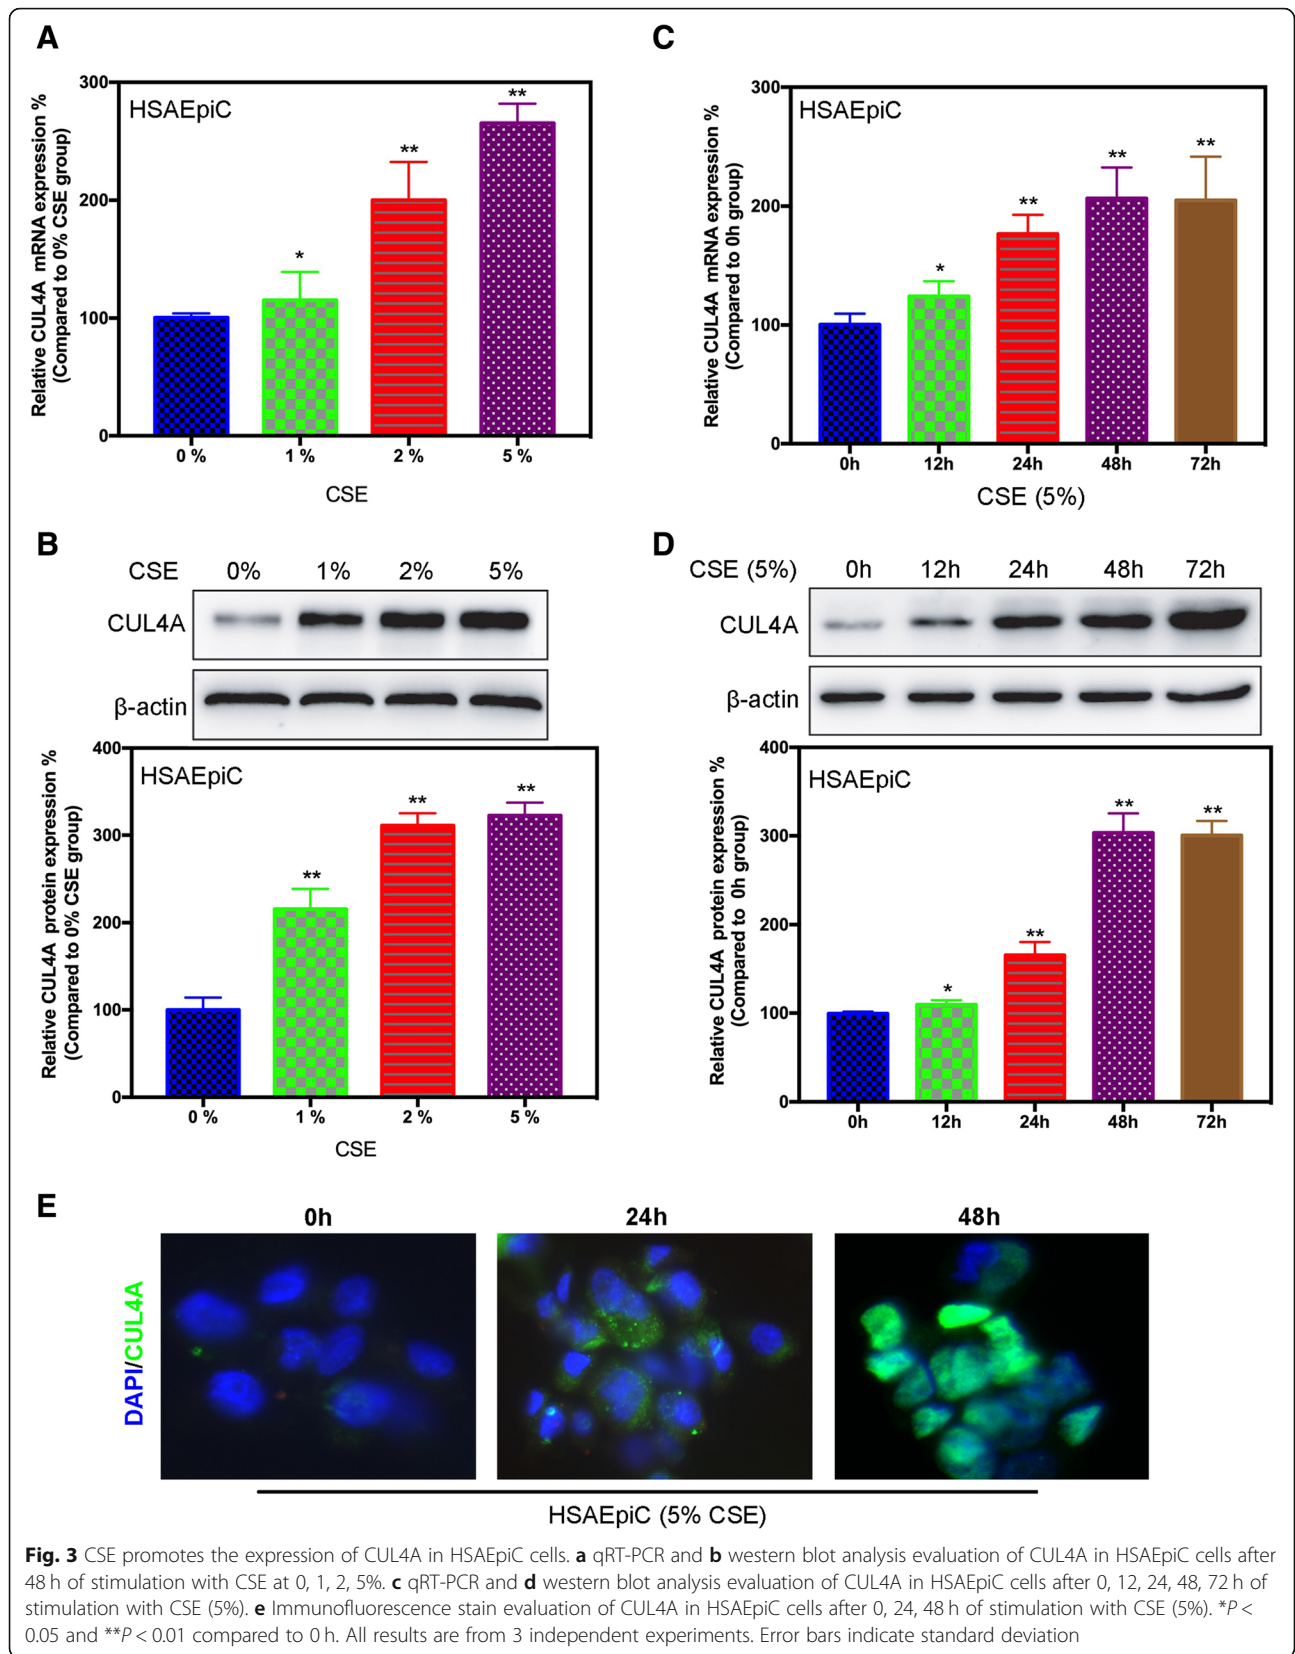 A
300
200
100
0
HSAEpiC
Relative CUL4A mRNA expression %
(Compared to 0% CSE group)
*
**
**
0 % 1 % 2 % 5 %
CSE
C
300
200
100
0
HSAEpiC
Relative CUL4A mRNA expression %
(Compared to 0h group)
*
**
**
**
0h 12h 24h 48h 72h
CSE (5%)
B
CSE 0% 1% 2% 5%
CUL4A
β-actin
400
300
200
100
0
HSAEpiC
Relative CUL4A protein expression %
(Compared to 0% CSE group)
**
**
**
0 % 1 % 2 % 5 %
CSE
D
CSE (5%) 0h 12h 24h 48h 72h
CUL4A
β-actin
400
300
200
100
0
HSAEpiC
Relative CUL4A protein expression %
(Compared to 0h group)
*
**
**
**
0h 12h 24h 48h 72h
E
0h 24h 48h
DAPI/CUL4A
HSAEpiC (5% CSE)
Fig. 3 CSE promotes the expression of CUL4A in HSAEpiC cells. a qRT-PCR and b western blot analysis evaluation of CUL4A in HSAEpiC cells after
48 h of stimulation with CSE at 0, 1, 2, 5%. c qRT-PCR and d western blot analysis evaluation of CUL4A in HSAEpiC cells after 0, 12, 24, 48, 72 h of
stimulation with CSE (5%). e Immunofluorescence stain evaluation of CUL4A in HSAEpiC cells after 0, 24, 48 h of stimulation with CSE (5%). *P <
0.05 and **P < 0.01 compared to 0 h. All results are from 3 independent experiments. Error bars indicate standard deviation